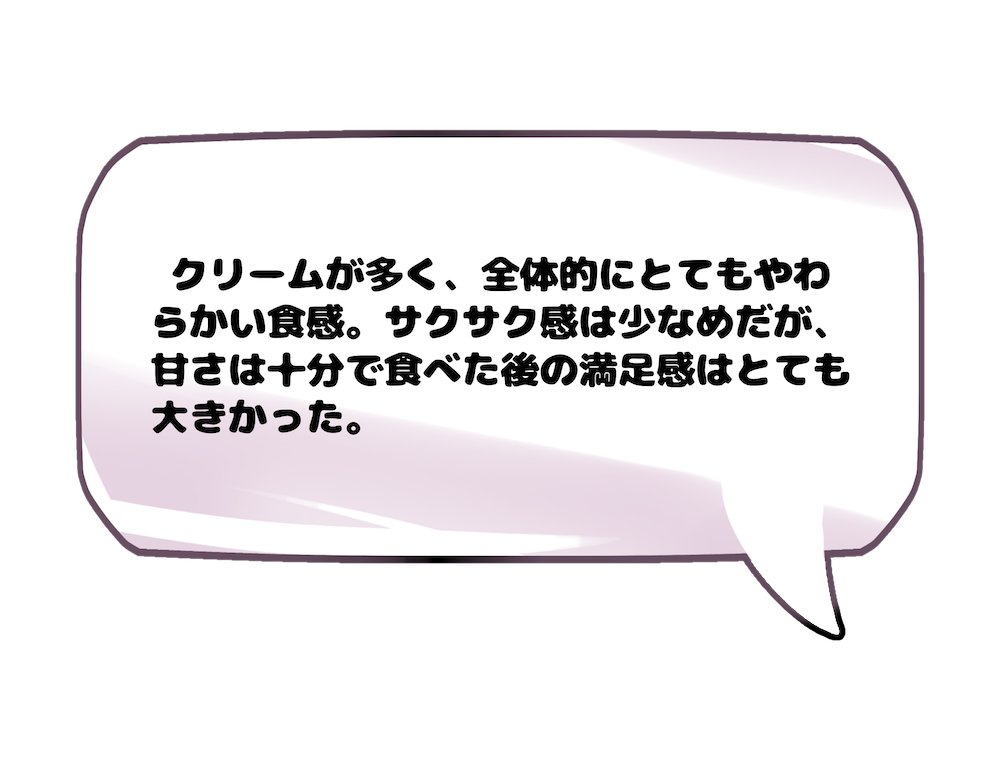 クリームが多く、全体的にとてもやわ
らかい食感。サクサク感は少なめだが、
甘さは十分で食べた後の満足感はとても
大きかった。